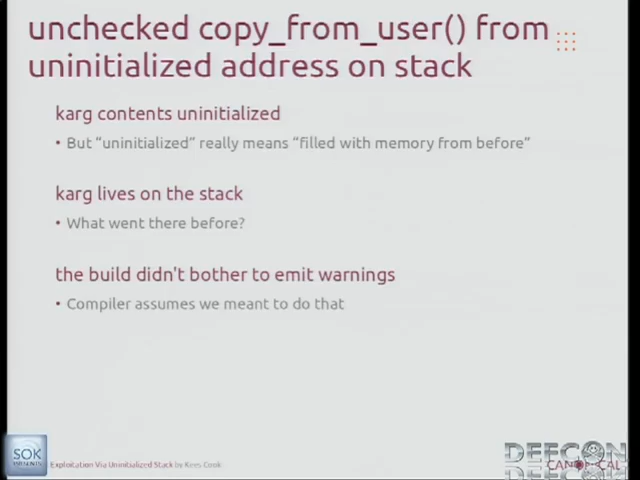 unchecked copy_from_user() from
uninitialized address on stack
karg contents uninitialized
• But “uninitialized” really means “filled with memory from before”
karg lives on the stack
• What went there before?
the build didn't bother to emit warnings
• Compiler assumes we meant to do that
SOK
PRESENTS
Exploitation Via Uninitialized Stack by Kees Cook
DEFCON
CANONICAL